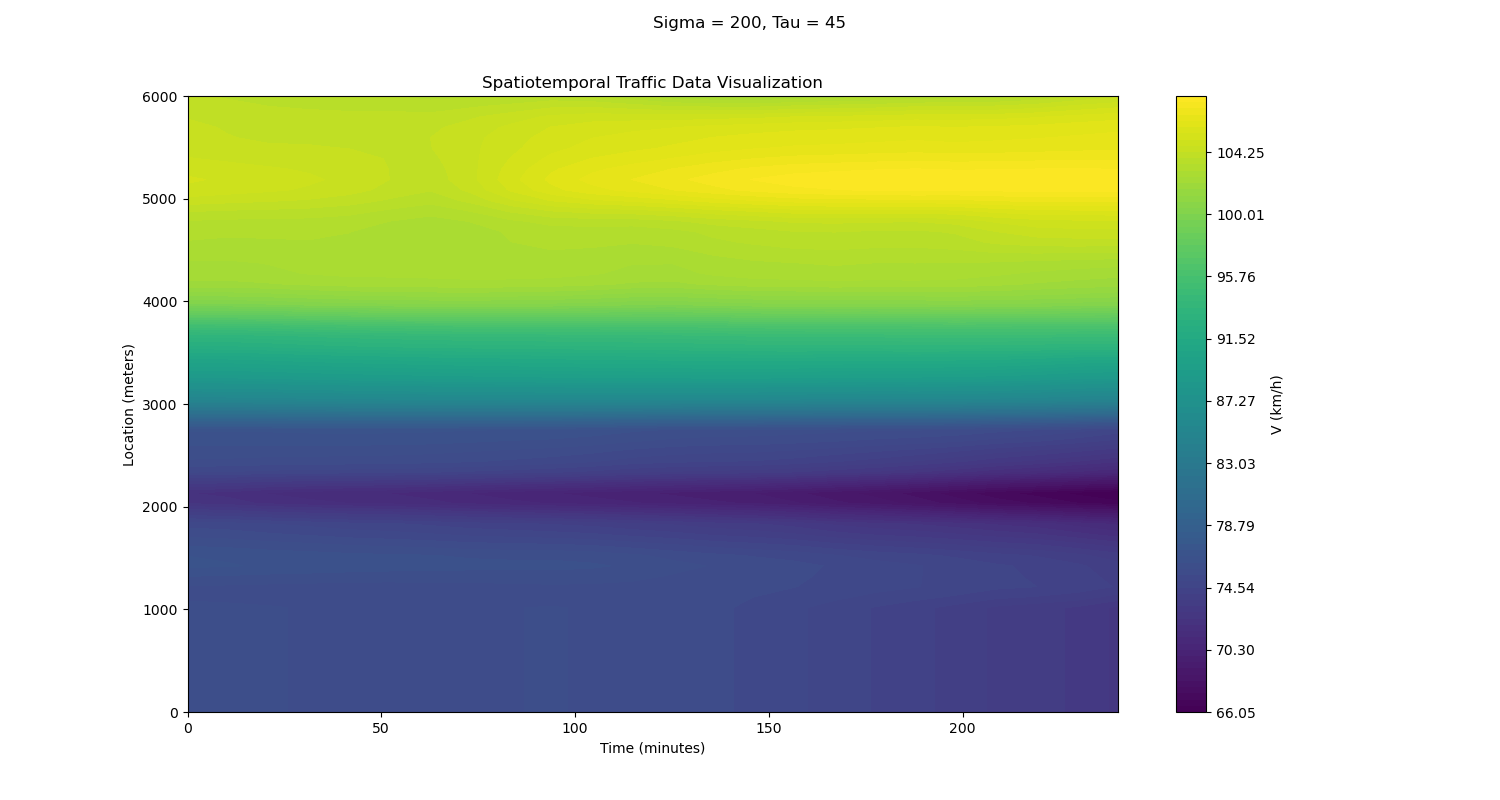 Sigma = 200, Tau = 45
Spatiotemporal Traffic Data Visualization
6000
5000
4000
3000
2000
1000
0
Location (meters)
0 50 100 150 200
Time (minutes)
104.25
100.01
95.76
91.52
87.27
83.03
78.79
74.54
70.30
66.05
V (km/h)